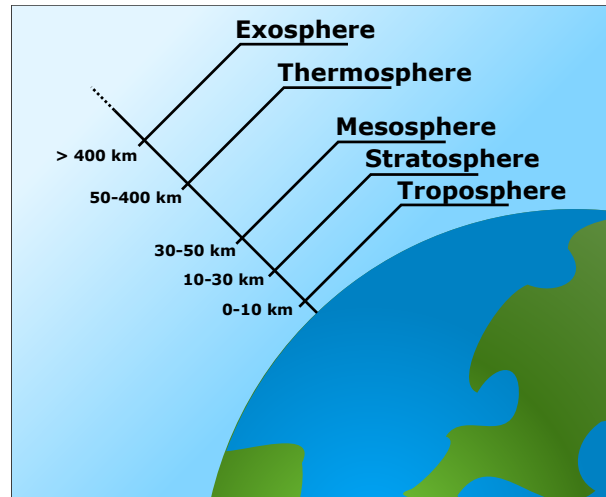 Exosphere
Thermosphere
Mesosphere
Stratosphere
Troposphere
> 400 km
50-400 km
30-50 km
10-30 km
0-10 km